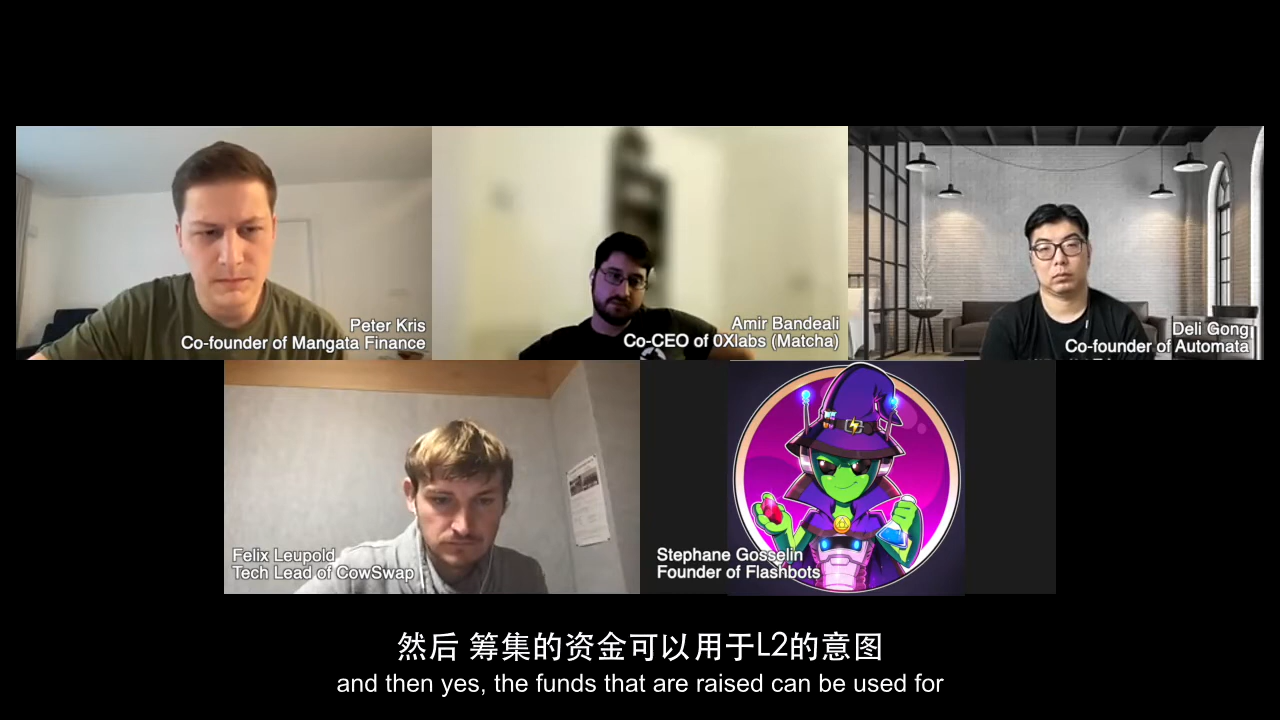 Peter Kris
Co-founder of Mangata Finance
Amir Bandeali
Co-CEO of 0Xlabs (Matcha)
Deli Gong
Co-founder of Automata
Felix Leupold
Tech Lead of CowSwap
Stephane Gosselin
Founder of Flashbots
然后 筹集的资金可以用于L2的意图
and then yes, the funds that are raised can be used for